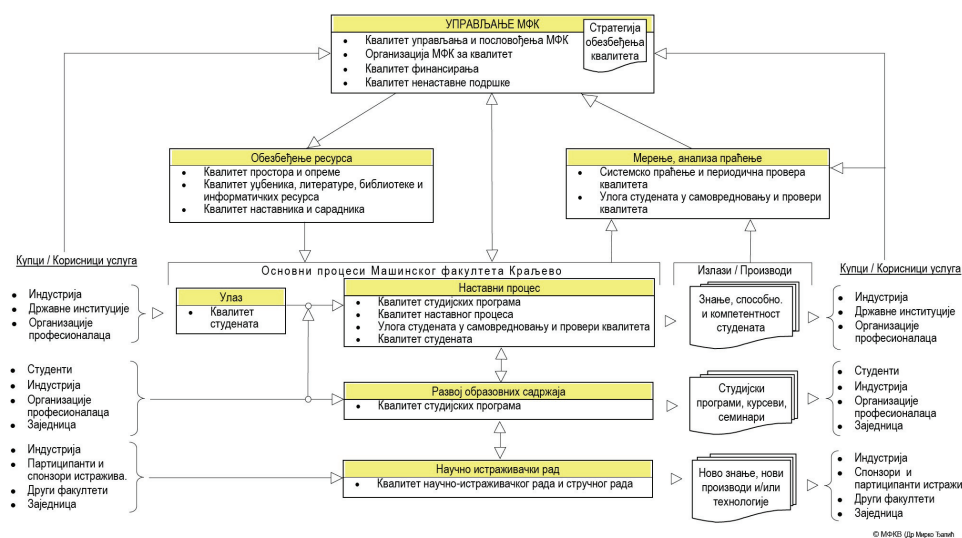 УПРАВЉАЊЕ МФК
Квалитет управљања и пословођења МФК
Организација МФК за квалитет
Квалитет финансирања
Квалитет ненаставне подршке
Стратегија
обезбеђења
квалитета
Обезбеђење ресурса
Квалитет простора и опреме
Квалитет уџбеника, литературе, библиотеке и
информатичких ресурса
Квалитет наставника и сарадника
Мерење, анализа праћење
Системско праћење и периодична провера
квалитета
Улога студената у самовредновању и провери
квалитета
Купци / Корисници услуга
Индустрија
Државне институције
Организације
професионалаца
Студенти
Индустрија
Организације
професионалаца
Заједница
Индустрија
Партиципанти и
спонзори истражива.
Други факултети
Заједница
Основни процеси Машинског факултета Краљево
Улаз
Квалитет
студената
Наставни процес
Квалитет студијских програма
Квалитет наставног процеса
Улога студената у самовредновању и провери квалитета
Квалитет студената
Развој образовних садржаја
Квалитет студијских програма
Научно истраживачки рад
Квалитет научно-истраживачког рада и стручног рада
Излази / Производи
Знање, способно.
и компетентност
студената
Студијски
програми, курсеви,
семинари
Ново знање, нови
производи и/или
технологије
Купци / Корисници услуга
Индустрија
Државне институције
Организације
професионалаца
Студенти
Индустрија
Организације
професионалаца
Заједница
Индустрија
Спонзори и
партиципанти истражи
Други факултети
Заједница
© МФКВ (Др Мирко Ђапић